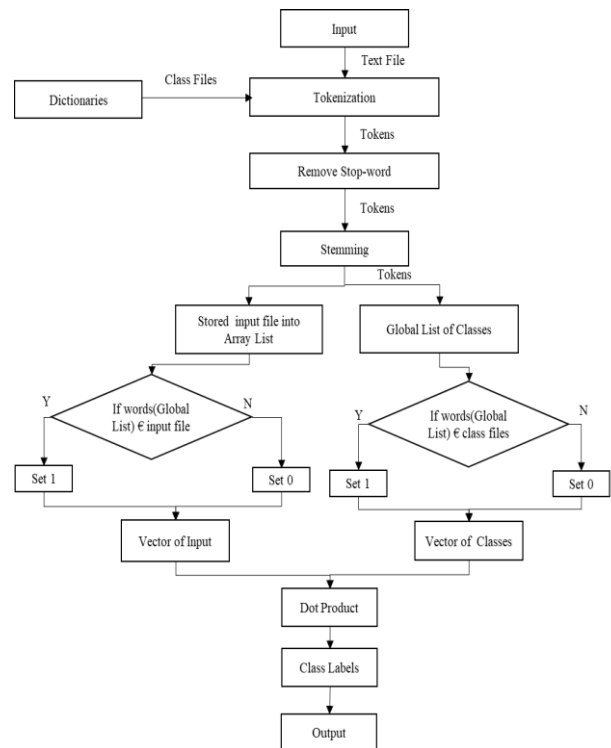 Input
Text File
Class Files
Dictionaries
Tokenization
Tokens
Remove Stop-word
Tokens
Stemming
Tokens
Stored input file into
Array List
Global List of Classes
If words(Global
List) € input file
Y
N
If words(Global
List) € class files
Y
N
Set 1
Set 0
Set 1
Set 0
Vector of Input
Vector of Classes
Dot Product
Class Labels
Output